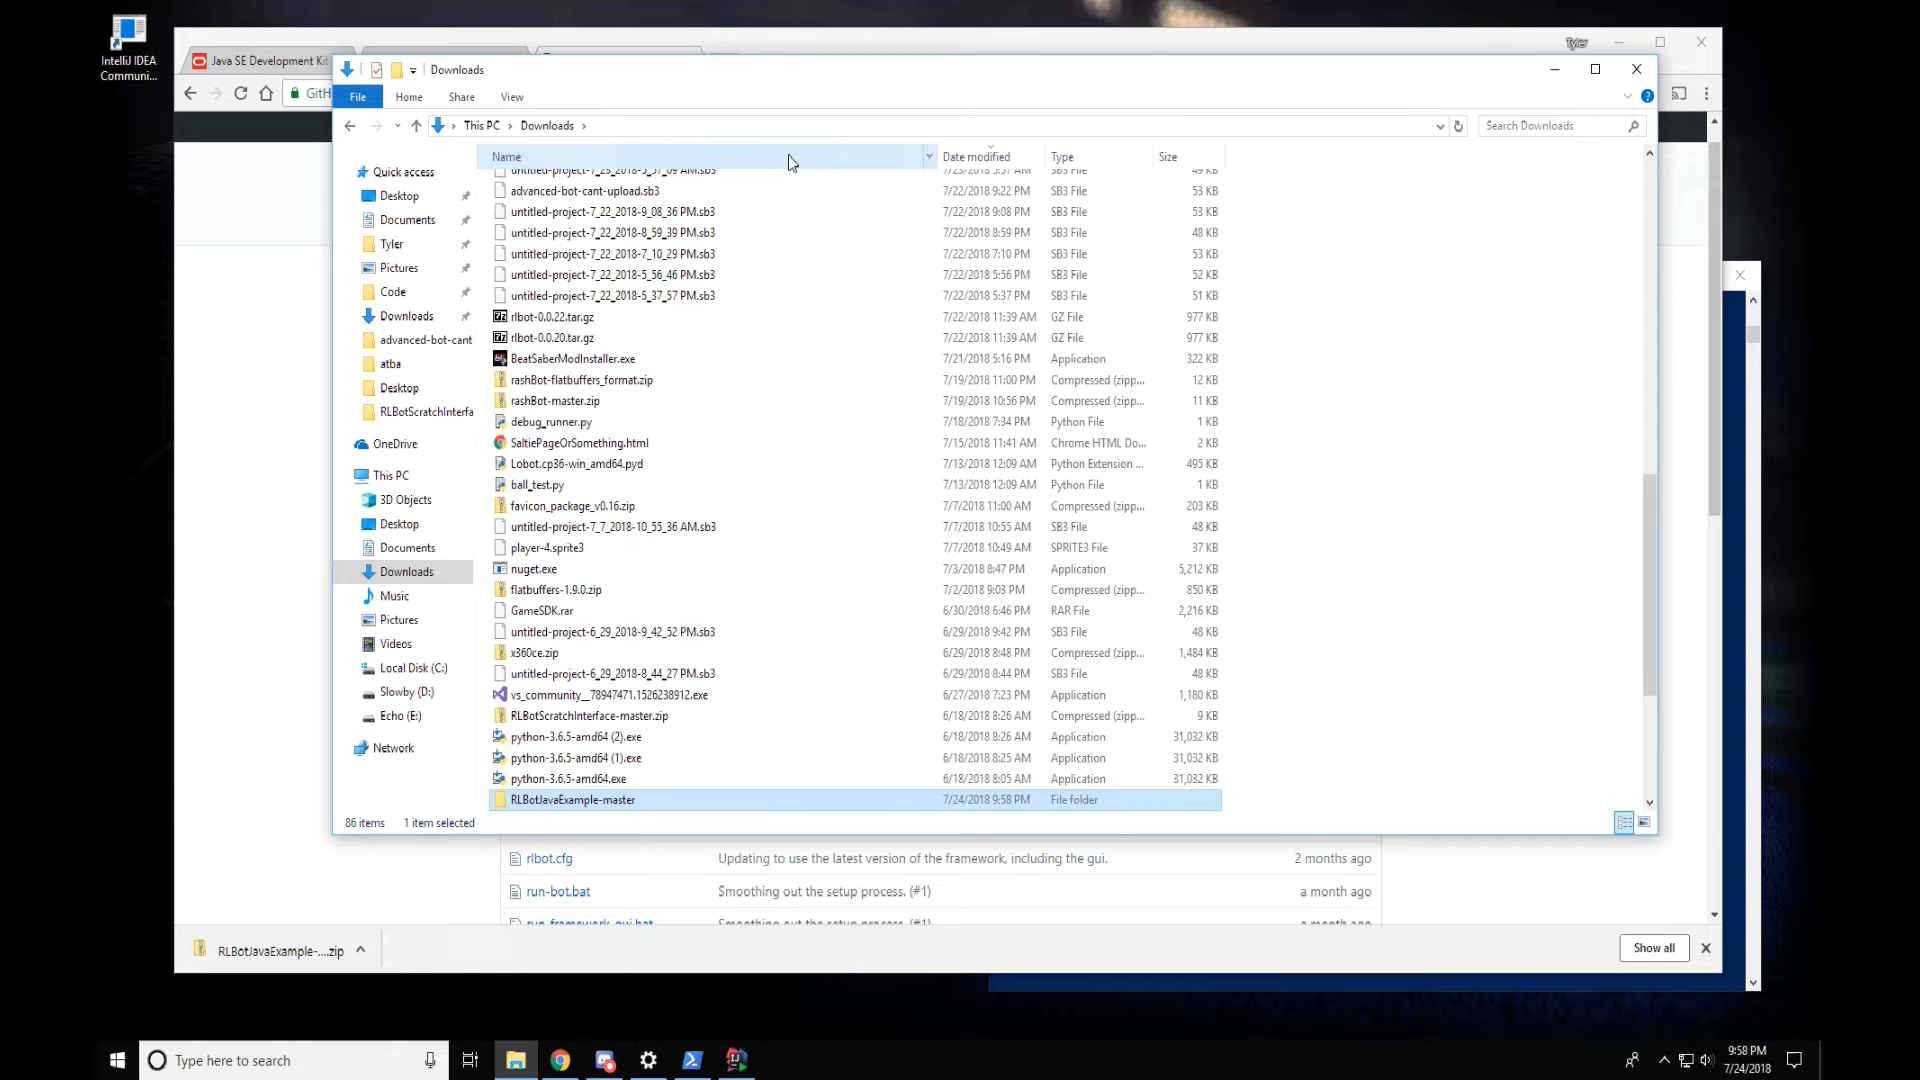 IntelliJ IDEA
Communi...
Tyler
Java SE Development Kit
GitH
Downloads
File
Home
Share
View
This PC
Downloads
Search Downloads
Name
Date modified
Type
Size
Quick access
Desktop
Documents
Tyler
Pictures
Code
Downloads
advanced-bot-cant
atba
Desktop
RLBotScratchInterfa
OneDrive
This PC
3D Objects
Desktop
Documents
Downloads
Music
Pictures
Videos
Local Disk (C:)
Slowby (D:)
Echo (E:)
Network
advanced-bot-cant-upload.sb3 7/22/2018 9:22 PM SB3 File 53 KB
untitled-project-7_22_2018-9_08_36 PM.sb3 7/22/2018 9:08 PM SB3 File 53 KB
untitled-project-7_22_2018-8_59_39 PM.sb3 7/22/2018 8:59 PM SB3 File 48 KB
untitled-project-7_22_2018-7_10_29 PM.sb3 7/22/2018 7:10 PM SB3 File 53 KB
untitled-project-7_22_2018-5_56_46 PM.sb3 7/22/2018 5:56 PM SB3 File 52 KB
untitled-project-7_22_2018-5_37_57 PM.sb3 7/22/2018 5:37 PM SB3 File 51 KB
rlbot-0.0.22.tar.gz 7/22/2018 11:39 AM GZ File 977 KB
rlbot-0.0.20.tar.gz 7/22/2018 11:39 AM GZ File 977 KB
BeatSaberModInstaller.exe 7/21/2018 5:16 PM Application 322 KB
rashBot-flatbuffers_format.zip 7/19/2018 11:00 PM Compressed (zipp... 12 KB
rashBot-master.zip 7/19/2018 10:56 PM Compressed (zipp... 11 KB
debug_runner.py 7/18/2018 7:34 PM Python File 1 KB
SaltiePageOrSomething.html 7/15/2018 11:41 AM Chrome HTML Do... 2 KB
Lobot.cp36-win_amd64.pyd 7/13/2018 12:09 AM Python Extension ... 495 KB
ball_test.py 7/13/2018 12:09 AM Python File 1 KB
favicon_package_v0.16.zip 7/7/2018 11:00 AM Compressed (zipp... 203 KB
untitled-project-7_7_2018-10_55_36 AM.sb3 7/7/2018 10:55 AM SB3 File 48 KB
player-4.sprite3 7/7/2018 10:49 AM SPRITE3 File 37 KB
nuget.exe 7/3/2018 8:47 PM Application 5,212 KB
flatbuffers-1.9.0.zip 7/2/2018 9:03 PM Compressed (zipp... 850 KB
GameSDK.rar 6/30/2018 6:46 PM RAR File 2,216 KB
untitled-project-6_29_2018-9_42_52 PM.sb3 6/29/2018 9:42 PM SB3 File 48 KB
x360ce.zip 6/29/2018 8:48 PM Compressed (zipp... 1,484 KB
untitled-project-6_29_2018-8_44_27 PM.sb3 6/29/2018 8:44 PM SB3 File 48 KB
vs_community__78947471.1526238912.exe 6/27/2018 7:23 PM Application 1,180 KB
RLBotScratchInterface-master.zip 6/18/2018 8:26 AM Compressed (zipp... 9 KB
python-3.6.5-amd64 (2).exe 6/18/2018 8:26 AM Application 31,032 KB
python-3.6.5-amd64 (1).exe 6/18/2018 8:25 AM Application 31,032 KB
python-3.6.5-amd64.exe 6/18/2018 8:05 AM Application 31,032 KB
RLBotJavaExample-master 7/24/2018 9:58 PM File folder
86 items 1 item selected
rlbot.cfg Updating to use the latest version of the framework, including the gui. 2 months ago
run-bot.bat Smoothing out the setup process. (#1) a month ago
run-framework-gui.bat Smoothing out the setup process. (#1) a month ago
RLBotJavaExample-....zip
Show all
Type here to search
9:58 PM
7/24/2018